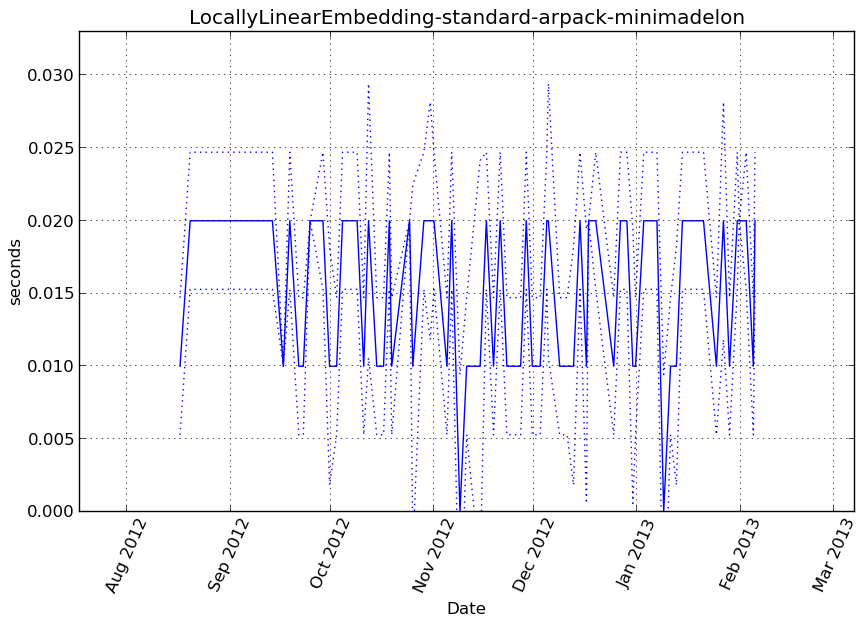 LocallyLinearEmbedding-standard-arpack-minimadelon
0.030
0.025
0.020
0.015
0.010
0.005
0.000
seconds
Aug 2012
Sep 2012
Oct 2012
Nov 2012
Dec 2012
Jan 2013
Feb 2013
Mar 2013
Date